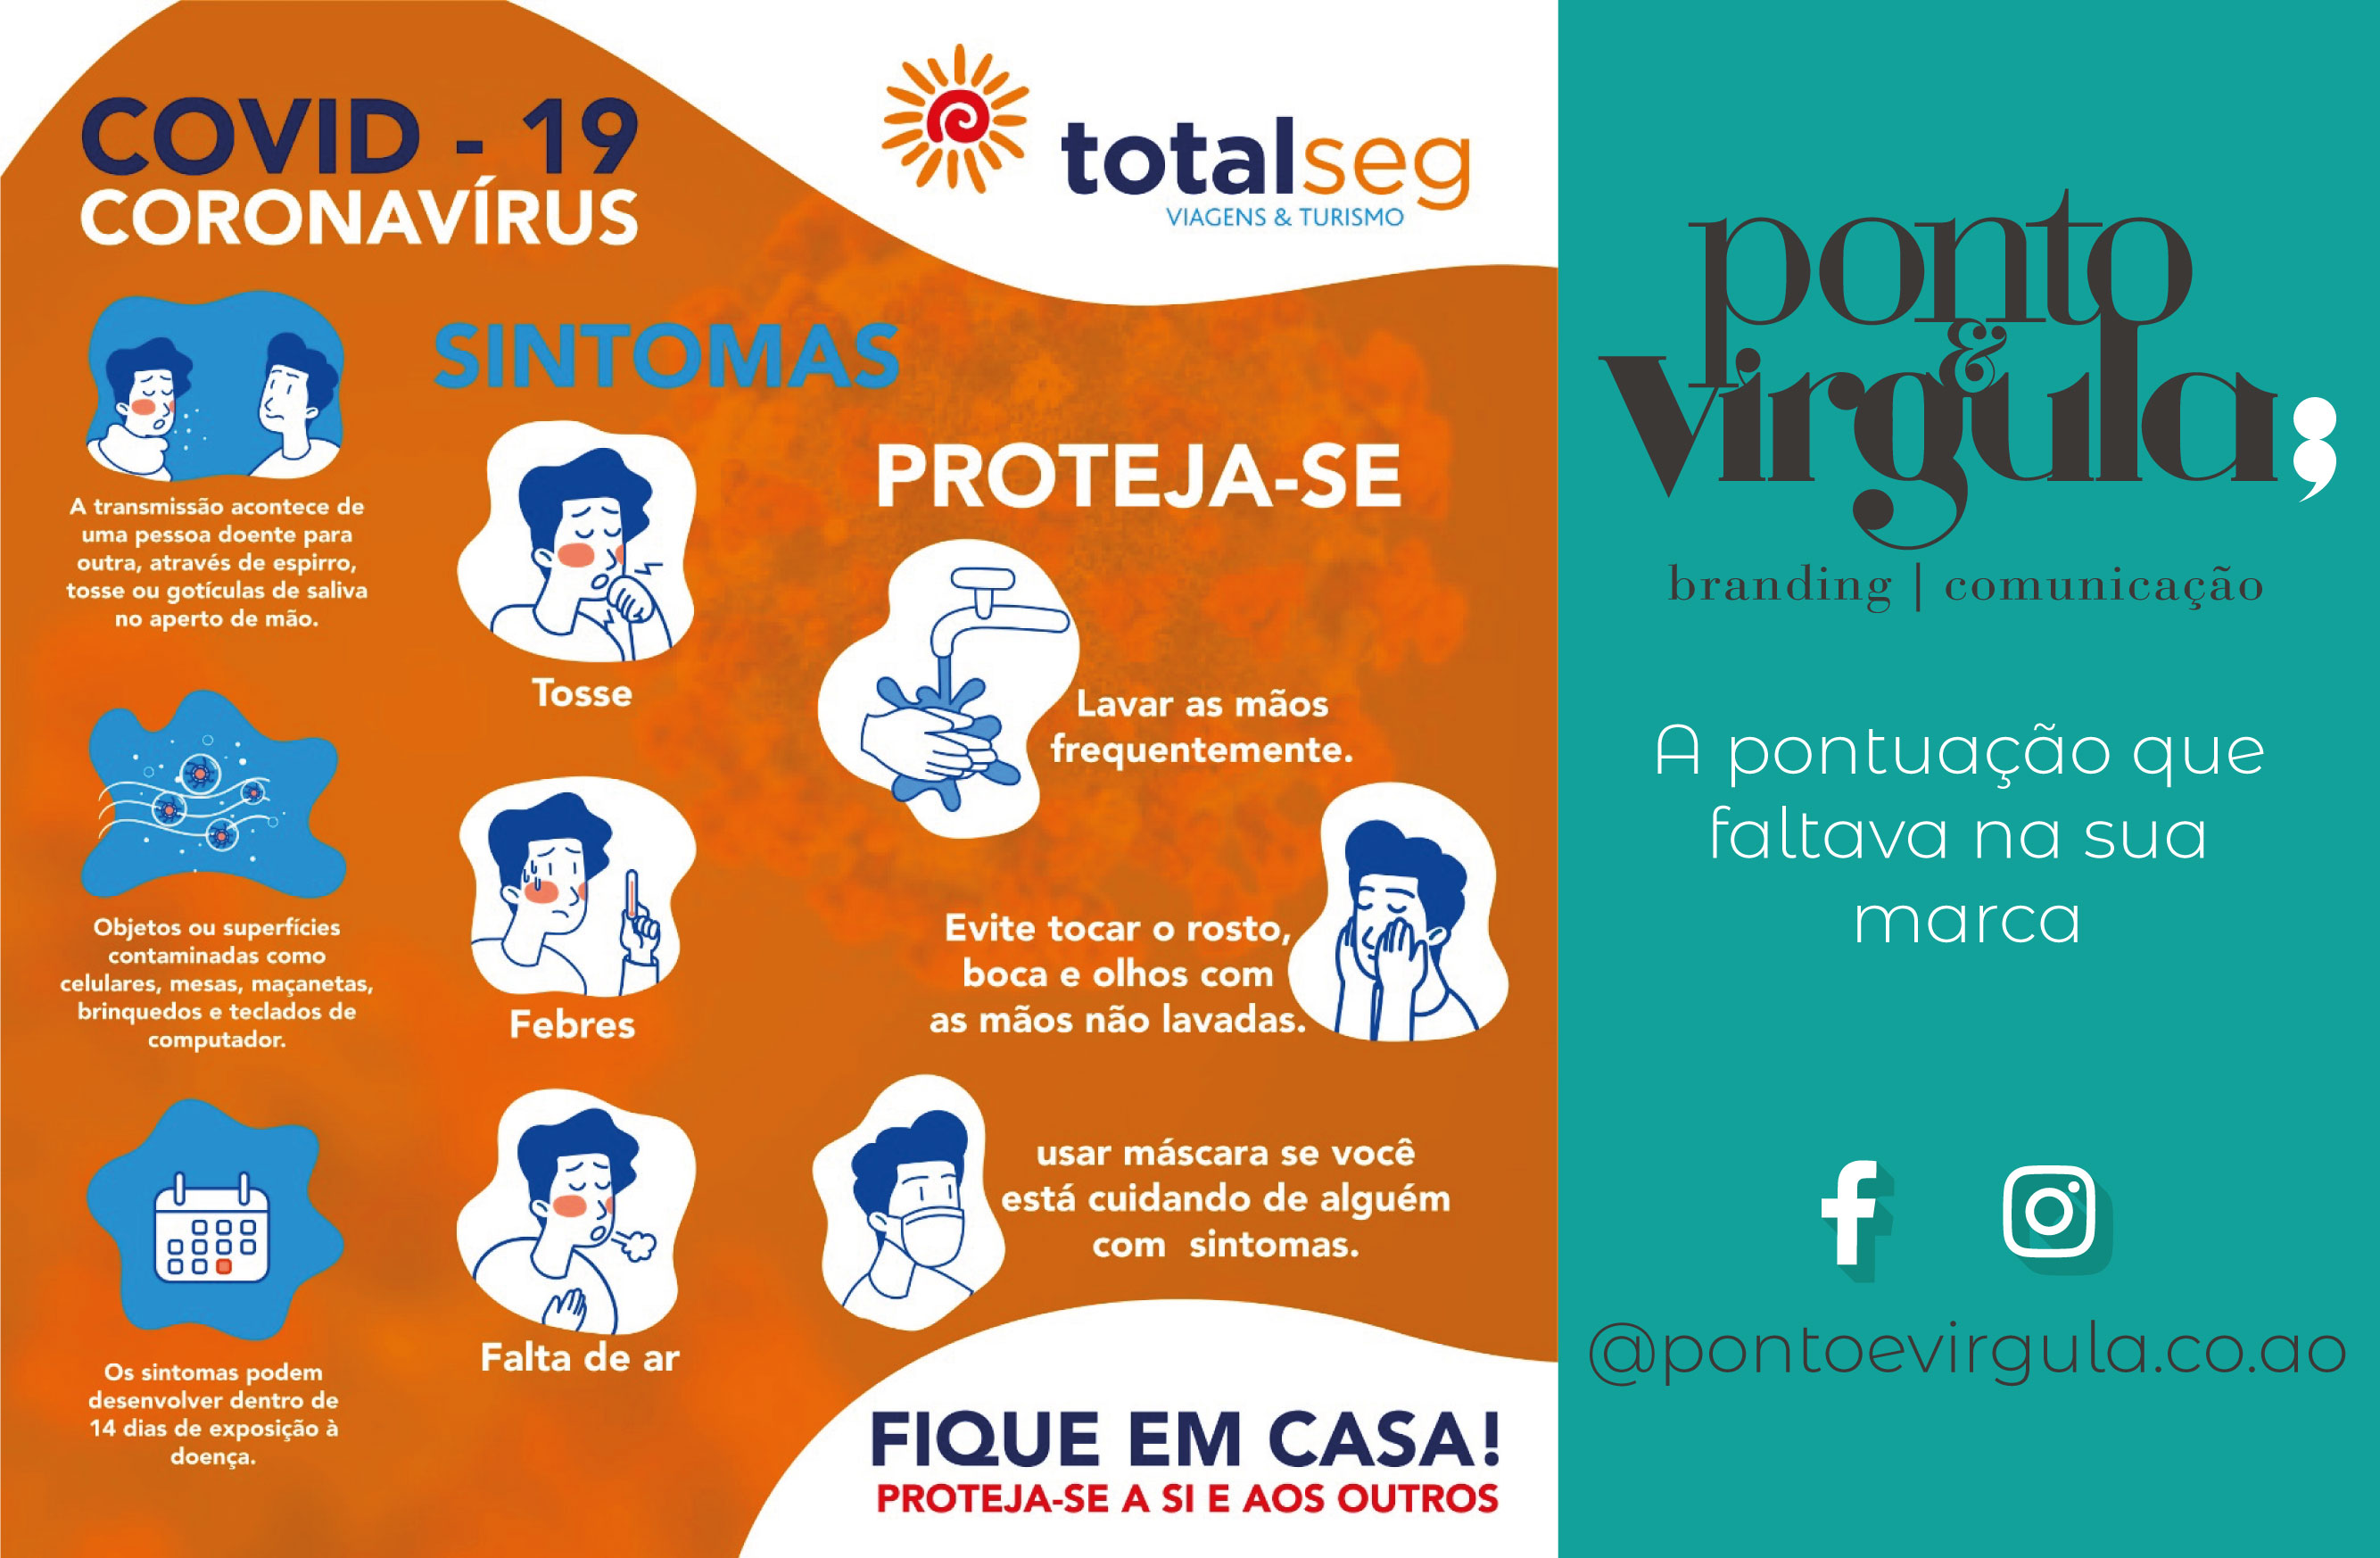 COVID - 19
CORONAVÍRUS
totalseg
VIAGENS & TURISMO
A transmissão acontece de
uma pessoa doente para
outra, através de espirro,
tosse ou gotículas de saliva
no aperto de mão.
Objetos ou superfícies
contaminadas como
celulares, mesas, maçanetas,
brinquedos e teclados de
computador.
Os sintomas podem
desenvolver dentro de
14 dias de exposição à
doença.
SINTOMAS
Tosse
Febres
Falta de ar
PROTEJA-SE
Lavar as mãos
frequentemente.
Evite tocar o rosto,
boca e olhos com
as mãos não lavadas.
usar máscara se você
está cuidando de alguém
com sintomas.
FIQUE EM CASA!
PROTEJA-SE A SI E AOS OUTROS
ponto
&
virgula;
branding | comunicação
A pontuação que
faltava na sua
marca
@pontoevirgula.co.ao